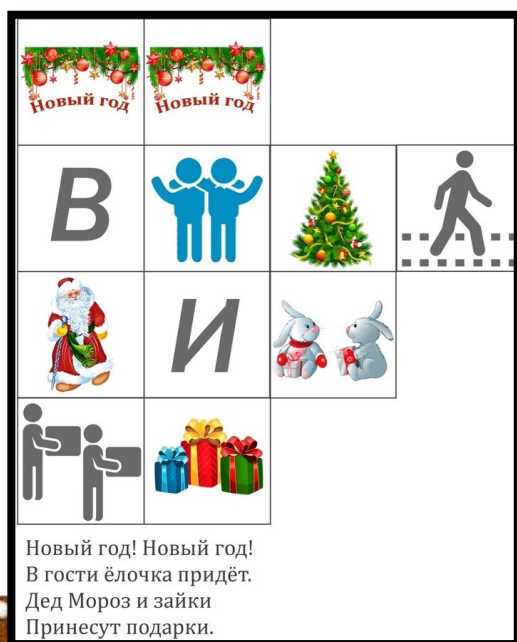 Новый год Новый год
В
И
Новый год! Новый год!
В гости ёлочка придёт.
Дед Мороз и зайки
Принесут подарки.